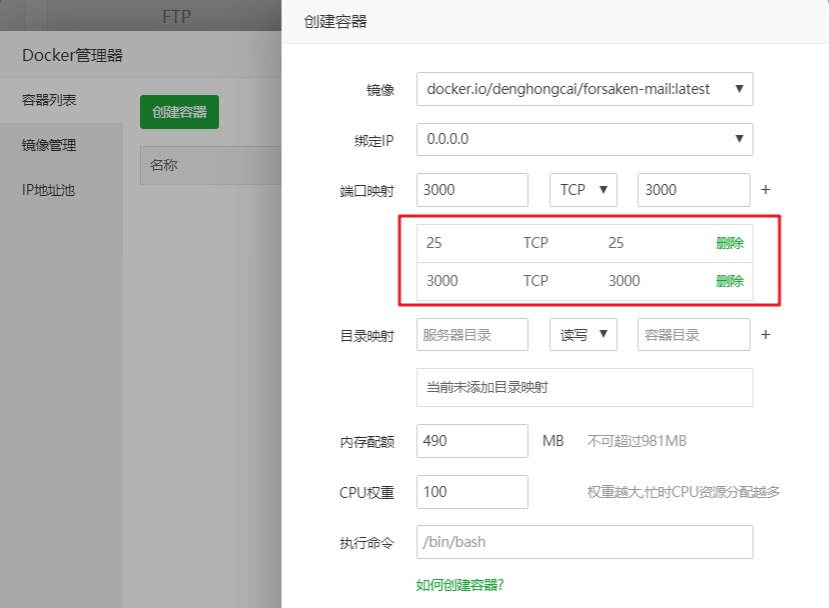 FTP
创建容器
Docker管理器
容器列表
创建容器
镜像管理
名称
IP地址池
镜像 docker.io/denghongcai/forsaken-mail:latest ▼
绑定IP 0.0.0.0 ▼
端口映射 3000 TCP ▼ 3000 +
25 TCP 25 删除
3000 TCP 3000 删除
目录映射 服务器目录 读写 ▼ 容器目录 +
当前未添加目录映射
内存配额 490 MB 不可超过981MB
CPU权重 100 权重越大,忙时CPU资源分配越多
执行命令 /bin/bash
如何创建容器?